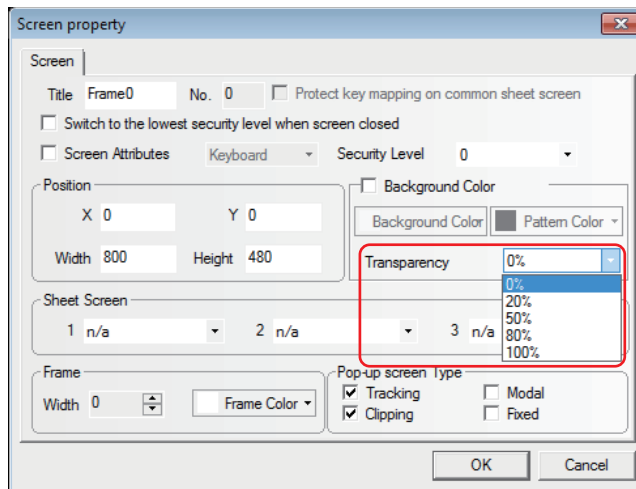 Screen property
Screen
Title Frame0 No. 0 Protect key mapping on common sheet screen
Switch to the lowest security level when screen closed
Screen Attributes Keyboard Security Level 0
Position Background Color
X 0 Y 0 Background Color Pattern Color
Width 800 Height 480 Transparency 0%
0%
Sheet Screen 20%
50%
1 n/a 2 n/a 3 n/a 80%
100%
Frame Pop-up screen Type
Width 0 Frame Color Tracking Modal
Clipping Fixed
OK Cancel